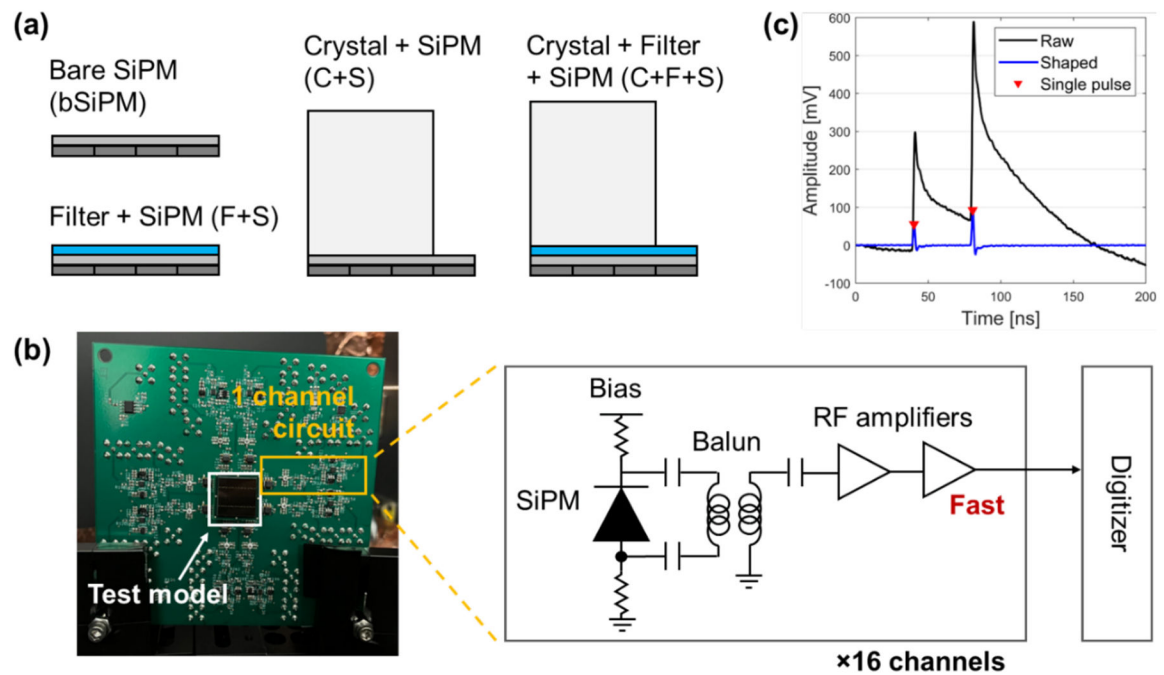 (a)
Bare SiPM
(bSiPM)
Filter + SiPM (F+S)
Crystal + SiPM
(C+S)
Crystal + Filter
+ SiPM (C+F+S)
(c)
Raw
Shaped
Single pulse
Amplitude [mV]
600
500
400
300
200
100
0
-100
0
50
100
150
200
Time [ns]
(b)
1 channel
circuit
Test model
Bias
SiPM
Balun
RF amplifiers
Fast
Digitizer
×16 channels